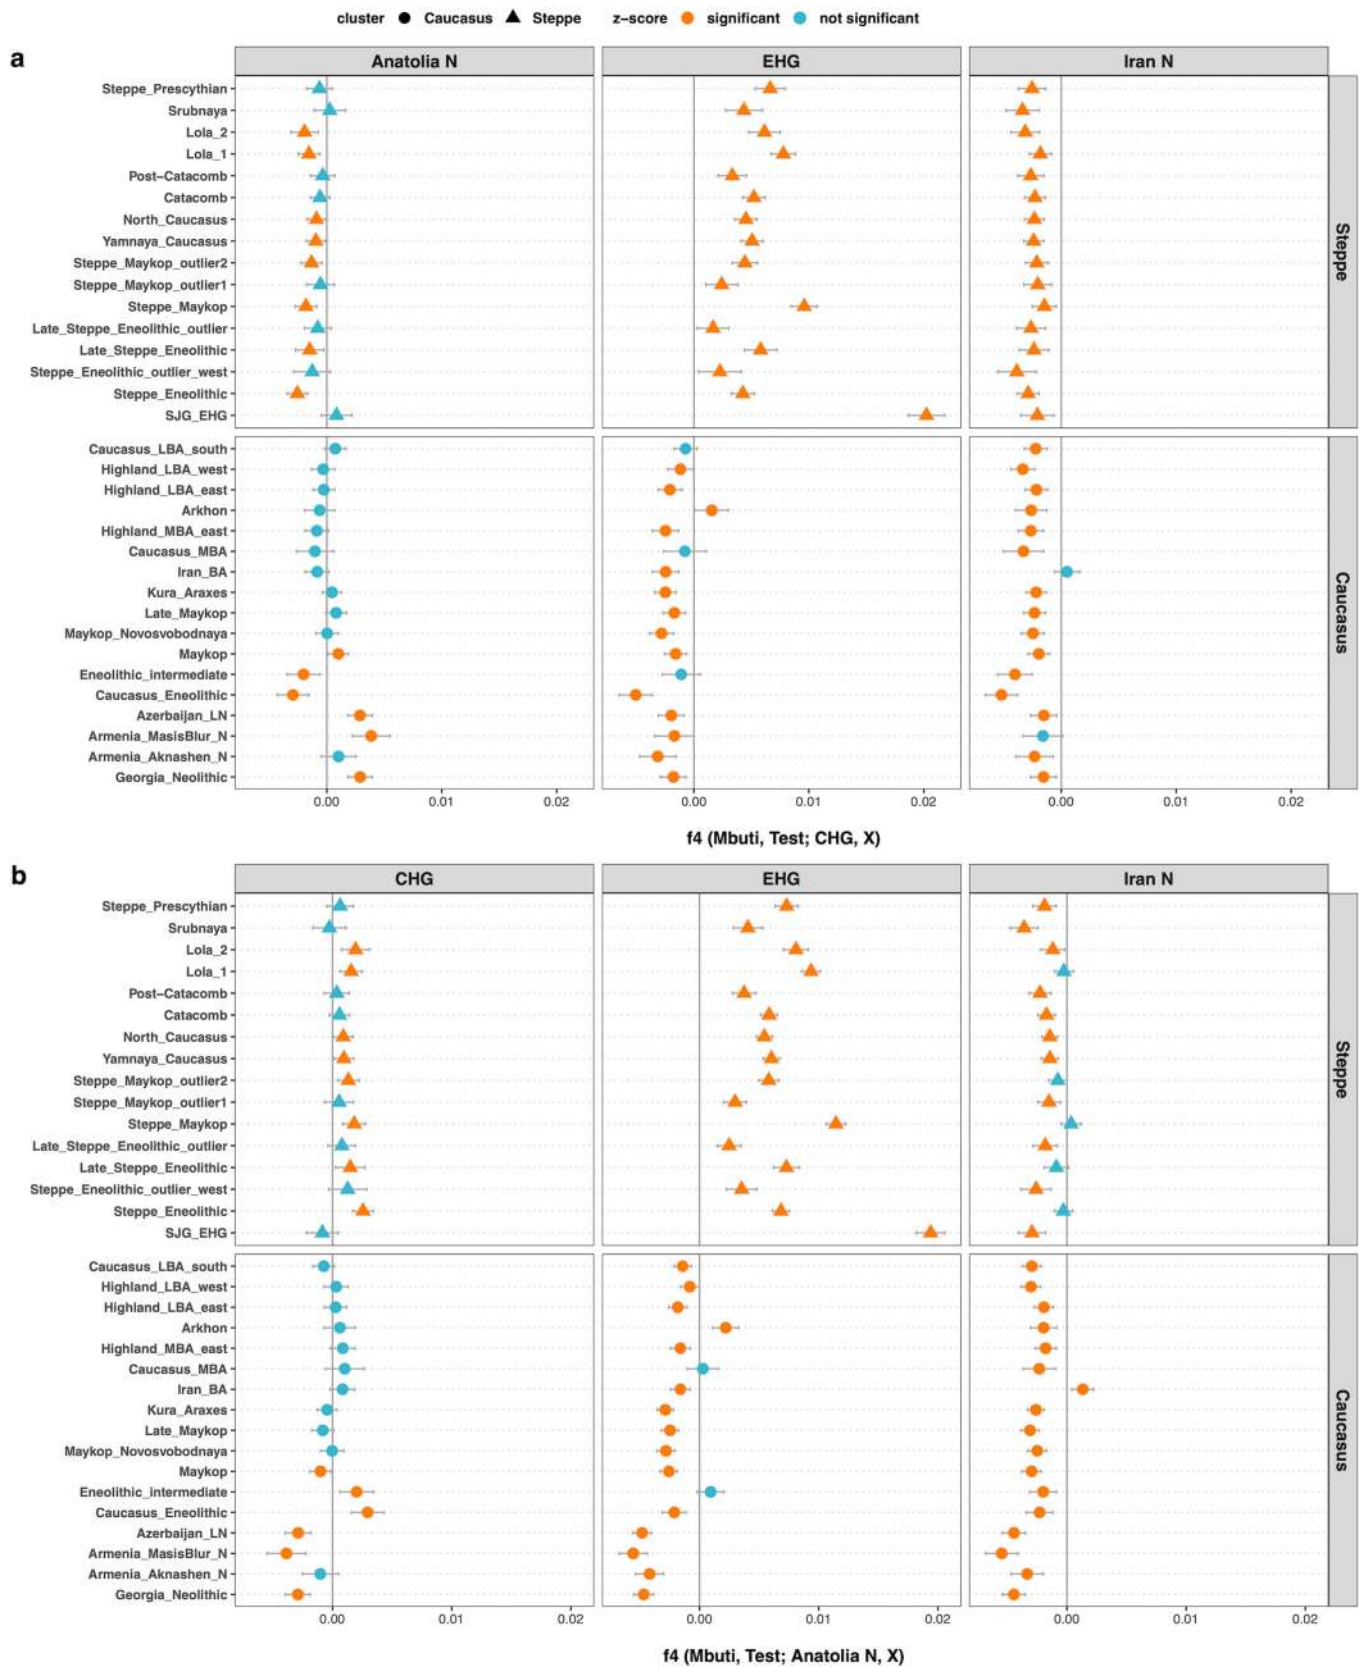 cluster Caucasus Steppe z-score significant not significant
a
Anatolia N EHG Iran N
Steppe_Prescythian
Srubnaya
Lola_2
Lola_1
Post-Catacomb
Catacomb
North_Caucasus
Yamnaya_Caucasus
Steppe_Maykop_outlier2
Steppe_Maykop_outlier1
Steppe_Maykop
Late_Steppe_Eneolithic_outlier
Late_Steppe_Eneolithic
Steppe_Eneolithic_outlier_west
Steppe_Eneolithic
SJG_EHG
Steppe
Caucasus_LBA_south
Highland_LBA_west
Highland_LBA_east
Arkhon
Highland_MBA_east
Caucasus_MBA
Iran_BA
Kura_Araxes
Late_Maykop
Maykop_Novosvobodnaya
Maykop
Eneolithic_intermediate
Caucasus_Eneolithic
Azerbaijan_LN
Armenia_MasisBlur_N
Armenia_Aknashen_N
Georgia_Neolithic
Caucasus
0.00 0.01 0.02 0.00 0.01 0.02 0.00 0.01 0.02
f4 (Mbuti, Test; CHG, X)
b
CHG EHG Iran N
Steppe_Prescythian
Srubnaya
Lola_2
Lola_1
Post-Catacomb
Catacomb
North_Caucasus
Yamnaya_Caucasus
Steppe_Maykop_outlier2
Steppe_Maykop_outlier1
Steppe_Maykop
Late_Steppe_Eneolithic_outlier
Late_Steppe_Eneolithic
Steppe_Eneolithic_outlier_west
Steppe_Eneolithic
SJG_EHG
Steppe
Caucasus_LBA_south
Highland_LBA_west
Highland_LBA_east
Arkhon
Highland_MBA_east
Caucasus_MBA
Iran_BA
Kura_Araxes
Late_Maykop
Maykop_Novosvobodnaya
Maykop
Eneolithic_intermediate
Caucasus_Eneolithic
Azerbaijan_LN
Armenia_MasisBlur_N
Armenia_Aknashen_N
Georgia_Neolithic
Caucasus
0.00 0.01 0.02 0.00 0.01 0.02 0.00 0.01 0.02
f4 (Mbuti, Test; Anatolia N, X)